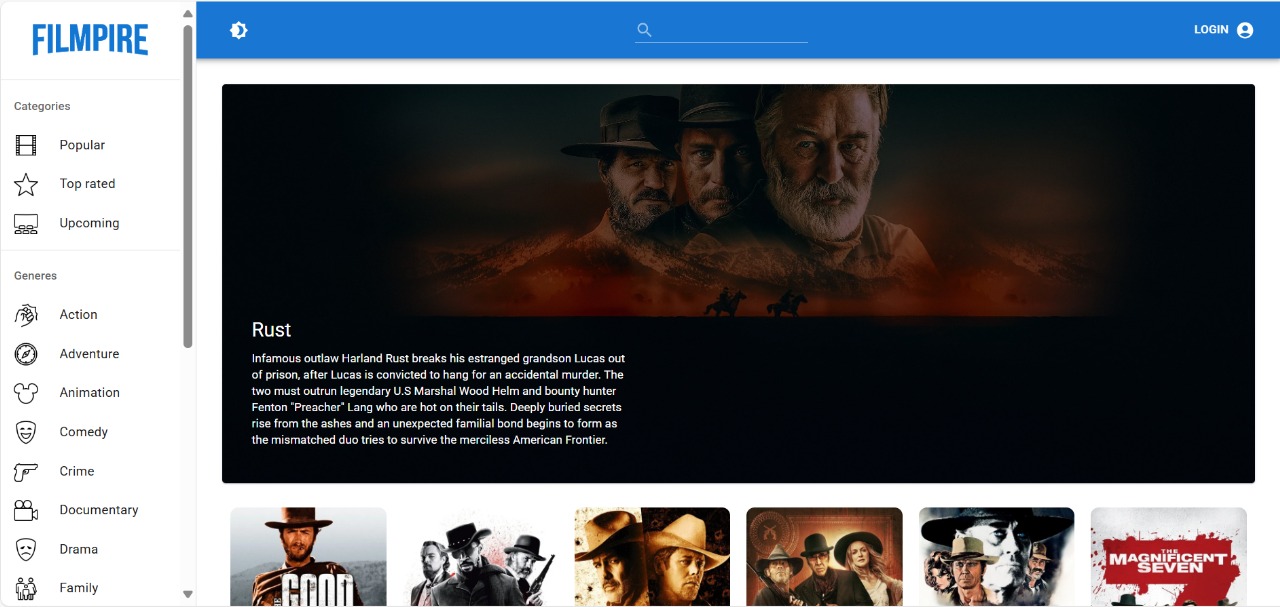 FILMPIRE
LOGIN
Categories
Popular
Top rated
Upcoming
Generes
Action
Adventure
Animation
Comedy
Crime
Documentary
Drama
Family
Rust
Infamous outlaw Harland Rust breaks his estranged grandson Lucas out
of prison, after Lucas is convicted to hang for an accidental murder. The
two must outrun legendary U.S Marshal Wood Helm and bounty hunter
Fenton "Preacher" Lang who are hot on their tails. Deeply buried secrets
rise from the ashes and an unexpected familial bond begins to form as
the mismatched duo tries to survive the merciless American Frontier.
THE
GOOD
THE
MAGNIFICENT
SEVEN
7